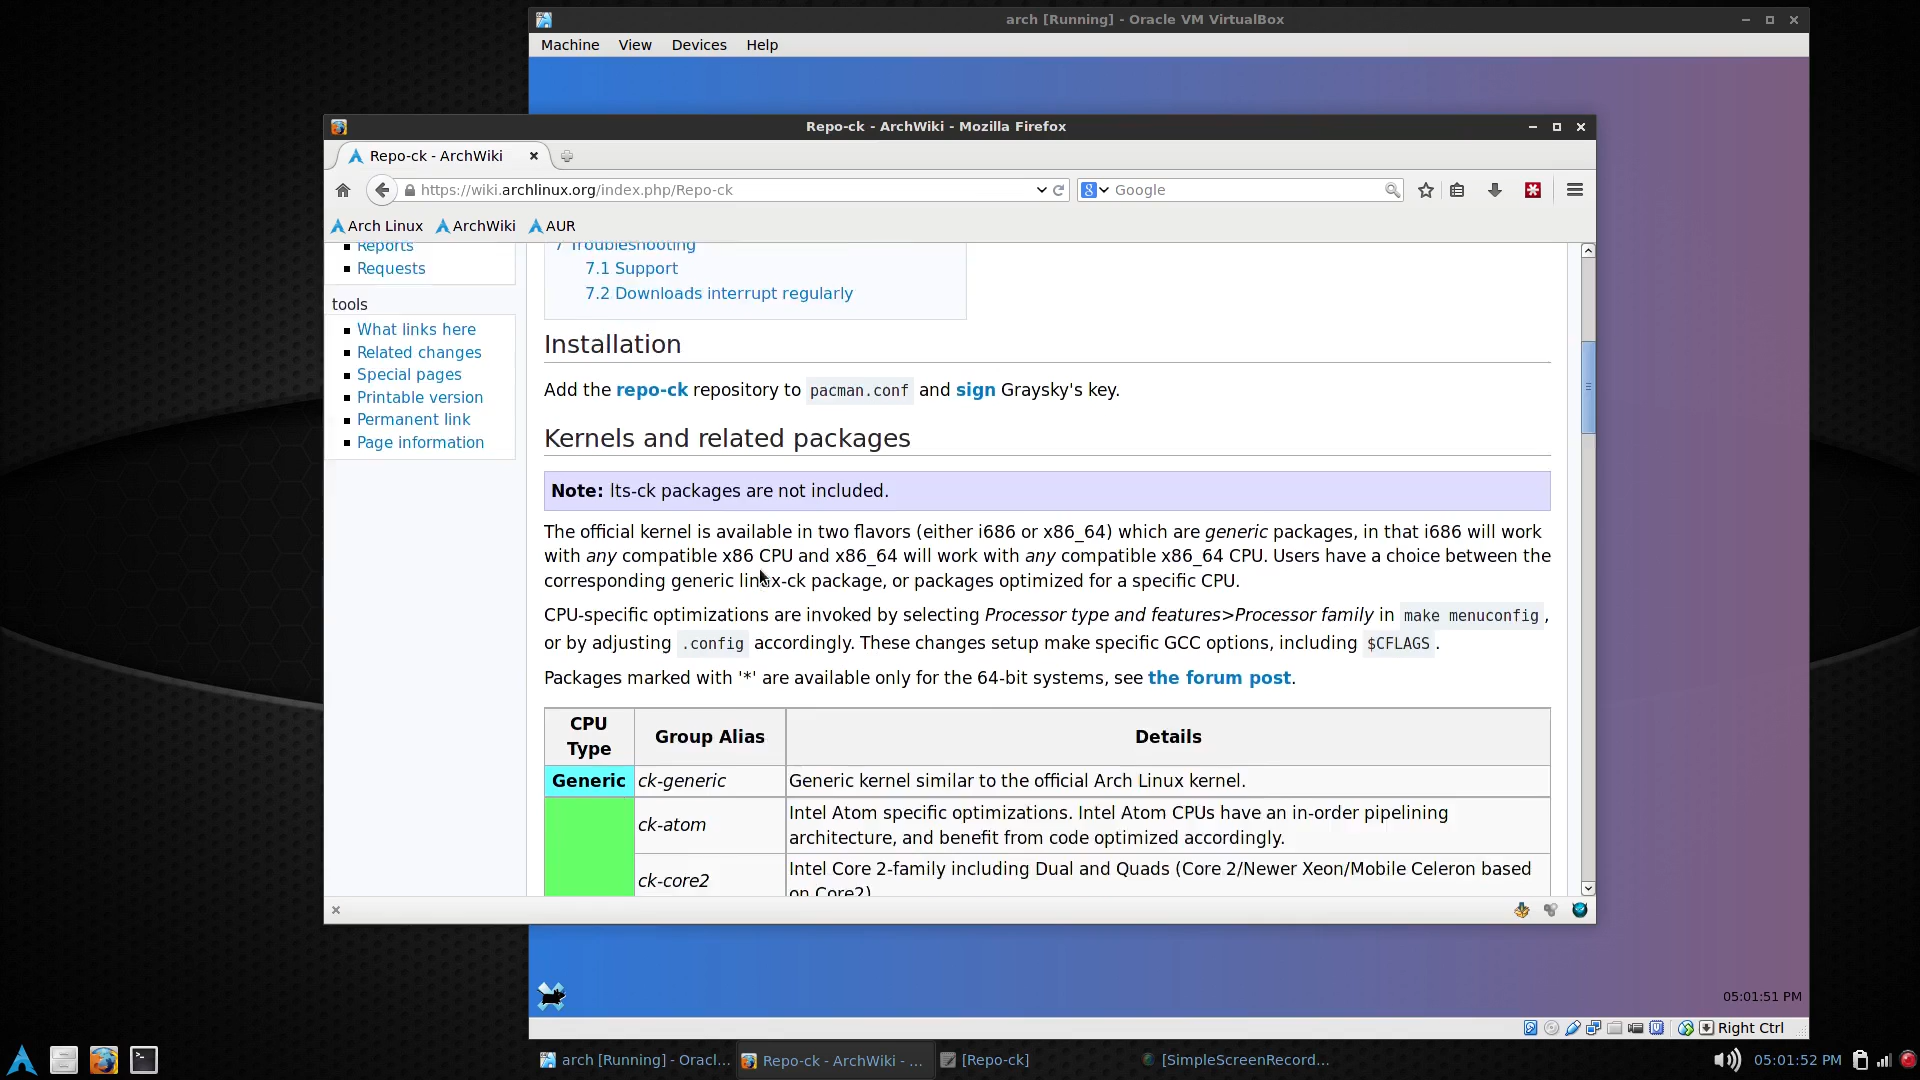 arch [Running] - Oracle VM VirtualBox
Machine View Devices Help
Repo-ck - ArchWiki - Mozilla Firefox
Repo-ck - ArchWiki
https://wiki.archlinux.org/index.php/Repo-ck
Google
Arch Linux ArchWiki AUR
Reports
Requests
tools
What links here
Related changes
Special pages
Printable version
Permanent link
Page information
7 Troubleshooting
7.1 Support
7.2 Downloads interrupt regularly
Installation
Add the repo-ck repository to pacman.conf and sign Graysky's key.
Kernels and related packages
Note: lts-ck packages are not included.
The official kernel is available in two flavors (either i686 or x86_64) which are generic packages, in that i686 will work
with any compatible x86 CPU and x86_64 will work with any compatible x86_64 CPU. Users have a choice between the
corresponding generic linux-ck package, or packages optimized for a specific CPU.
CPU-specific optimizations are invoked by selecting Processor type and features>Processor family in make menuconfig,
or by adjusting .config accordingly. These changes setup make specific GCC options, including $CFLAGS.
Packages marked with '*' are available only for the 64-bit systems, see the forum post.
CPU
Type
Group Alias
Details
Generic ck-generic Generic kernel similar to the official Arch Linux kernel.
ck-atom
Intel Atom specific optimizations. Intel Atom CPUs have an in-order pipelining
architecture, and benefit from code optimized accordingly.
ck-core2
Intel Core 2-family including Dual and Quads (Core 2/Newer Xeon/Mobile Celeron based
on Core2)
05:01:51 PM
Right Ctrl
arch [Running] - Oracl... Repo-ck - ArchWiki - ... [Repo-ck] [SimpleScreenRecord... 05:01:52 PM